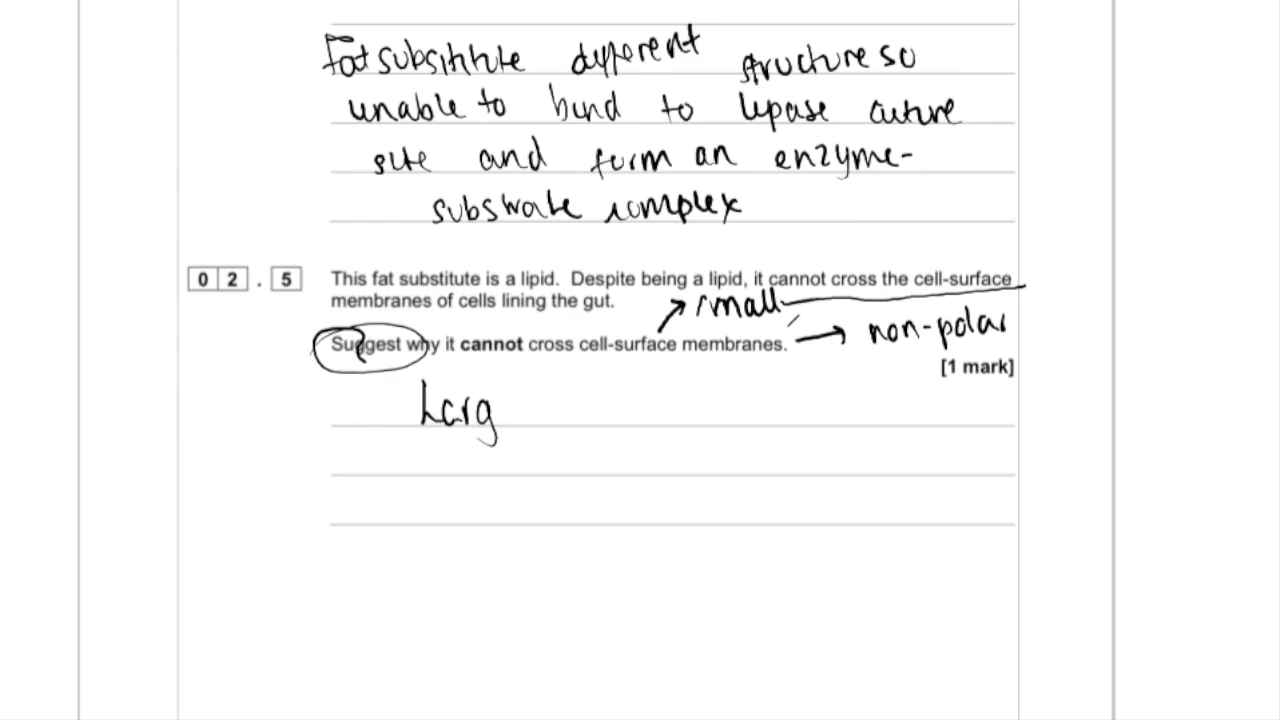 Fat substitute different structure so
unable to bind to lipase active
site and form an enzyme-
substrate complex
02.5 This fat substitute is a lipid. Despite being a lipid, it cannot cross the cell-surface
membranes of cells lining the gut.
small
non-polar
Suggest why it cannot cross cell-surface membranes.
[1 mark]
Larg